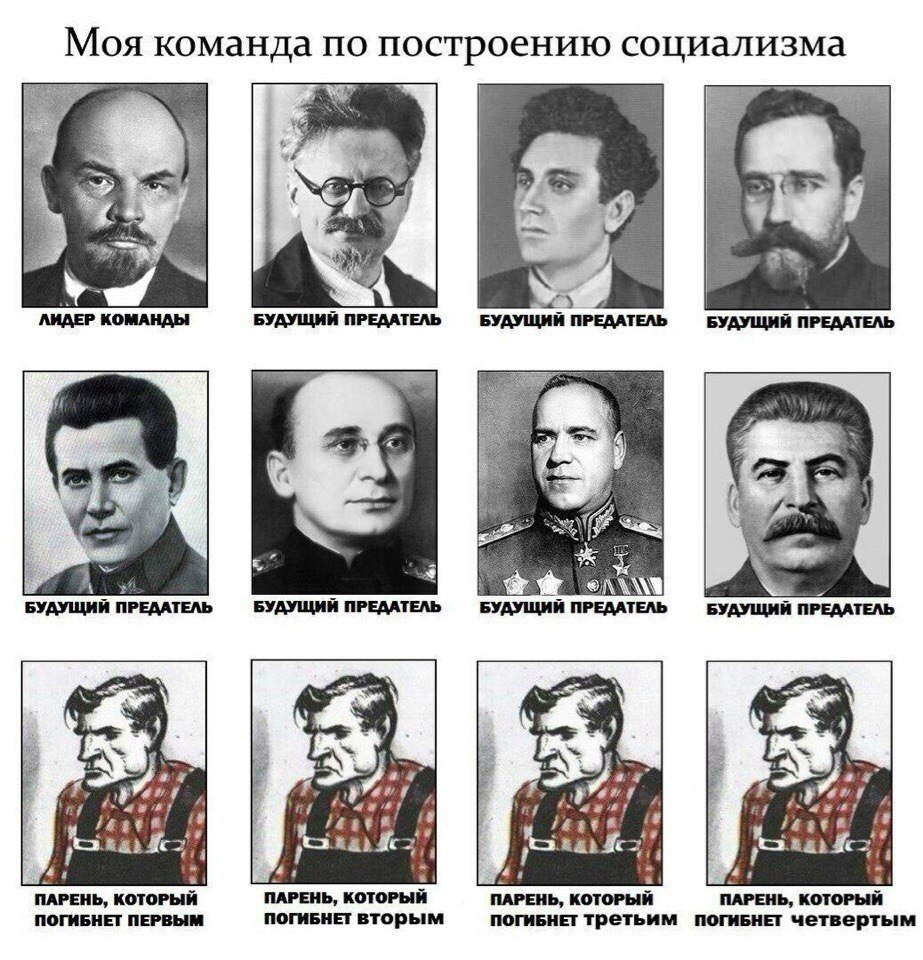 Моя команда по построению социализма
ЛИДЕР КОМАНДЫ
БУДУЩИЙ ПРЕДАТЕЛЬ
БУДУЩИЙ ПРЕДАТЕЛЬ
БУДУЩИЙ ПРЕДАТЕЛЬ
БУДУЩИЙ ПРЕДАТЕЛЬ
БУДУЩИЙ ПРЕДАТЕЛЬ
БУДУЩИЙ ПРЕДАТЕЛЬ
БУДУЩИЙ ПРЕДАТЕЛЬ
ПАРЕНЬ, КОТОРЫЙ
ПОГИБНЕТ ПЕРВЫМ
ПАРЕНЬ, КОТОРЫЙ
ПОГИБНЕТ вторым
ПАРЕНЬ, КОТОРЫЙ
ПОГИБНЕТ третьим
ПАРЕНЬ, КОТОРЫЙ
ПОГИБНЕТ четвертым